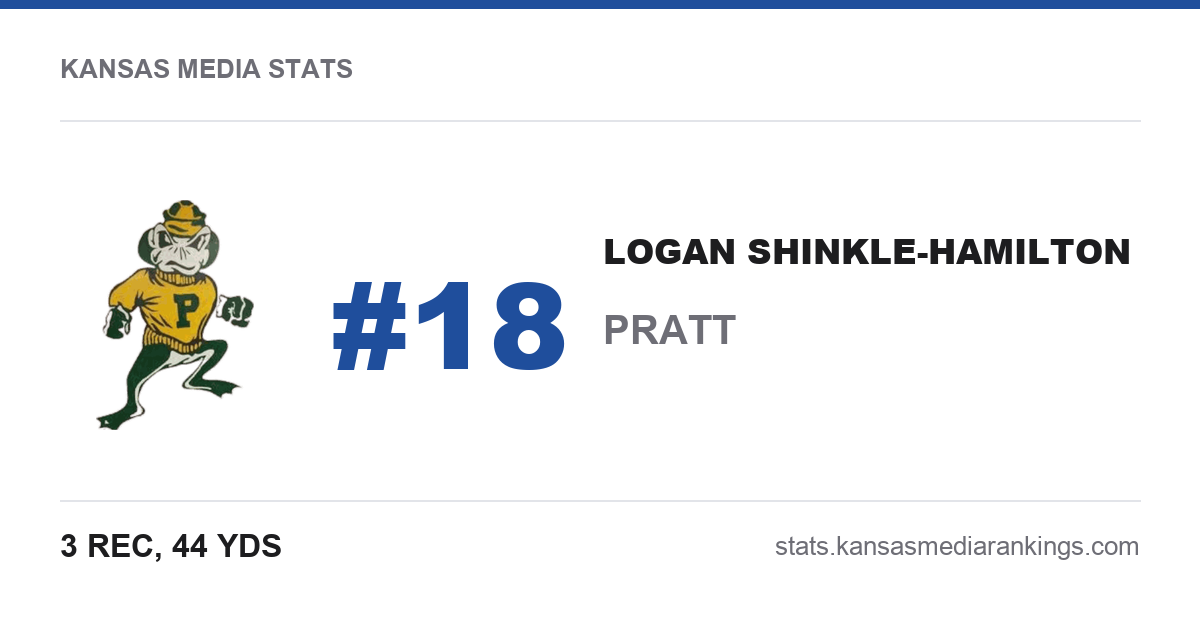 KANSAS MEDIA STATS
P
#18
LOGAN SHINKLE-HAMILTON
PRATT
3 REC, 44 YDS
stats.kansasmediarankings.com